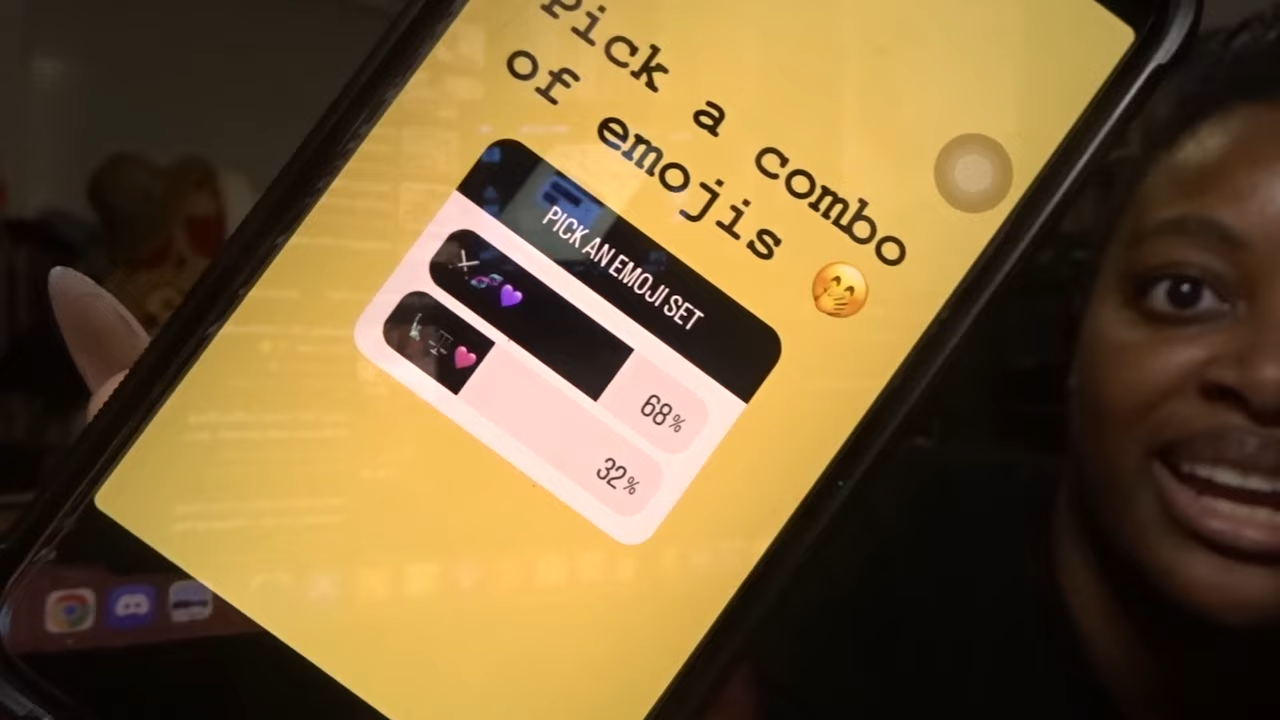 Pick a combo
of emojis 🤭
PICK AN EMOJI SET
68%
32%